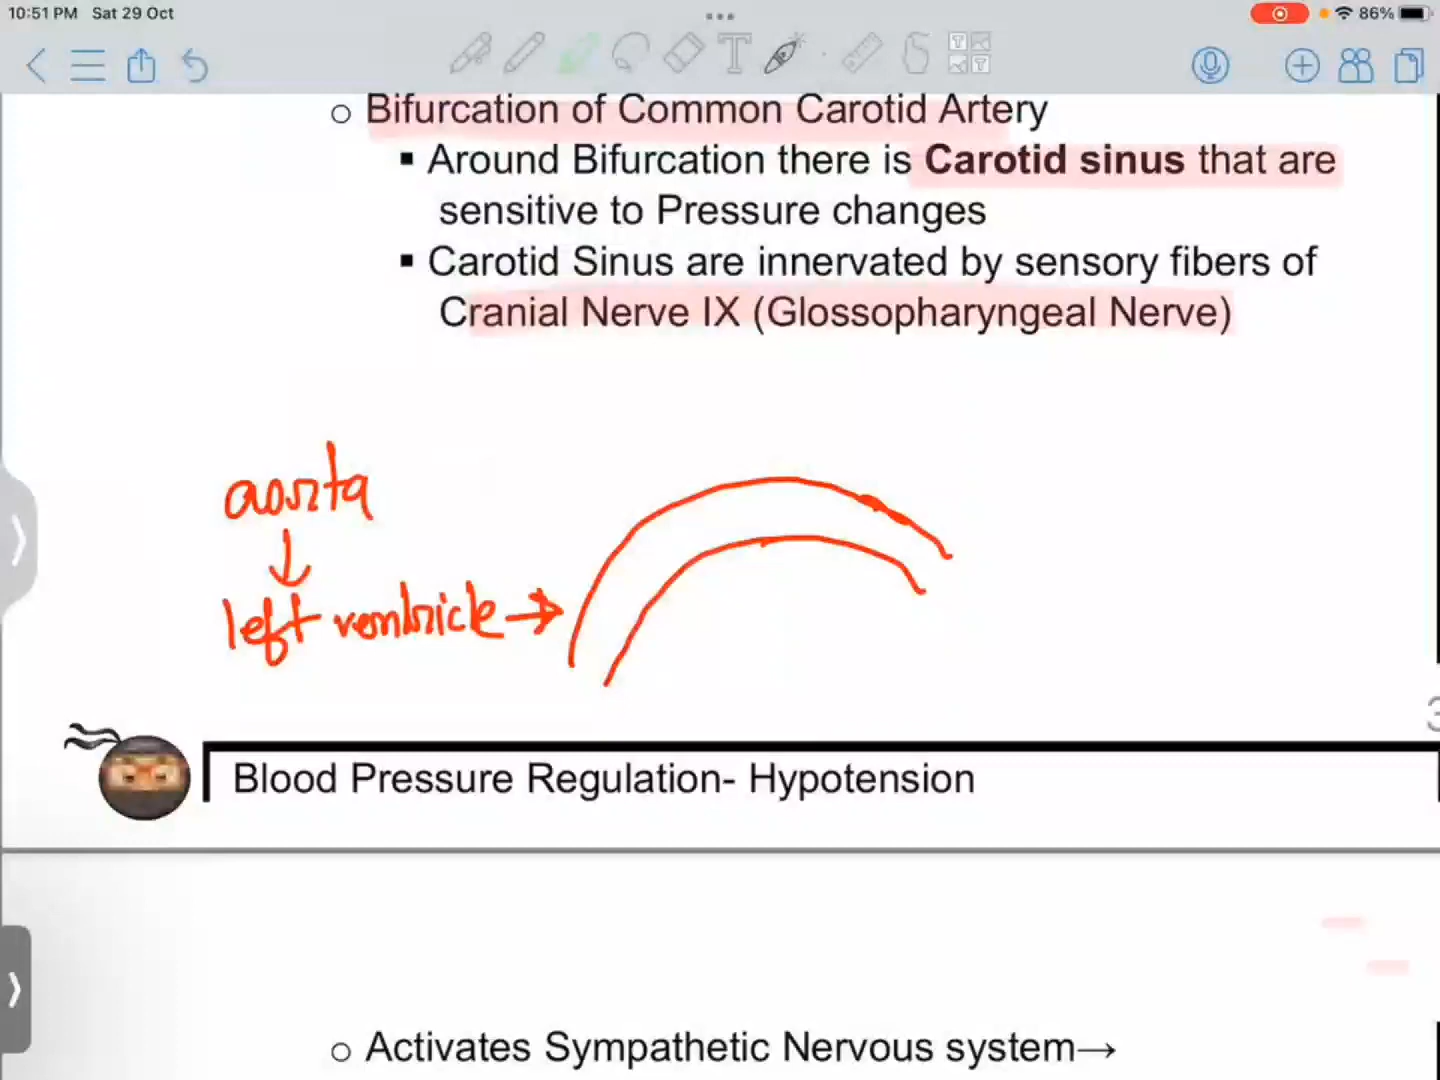 10:51 PM Sat 29 Oct
86%
○ Bifurcation of Common Carotid Artery
▪ Around Bifurcation there is Carotid sinus that are
sensitive to Pressure changes
▪ Carotid Sinus are innervated by sensory fibers of
Cranial Nerve IX (Glossopharyngeal Nerve)
aorta
↓
left ventricle →
3
Blood Pressure Regulation- Hypotension
○ Activates Sympathetic Nervous system→